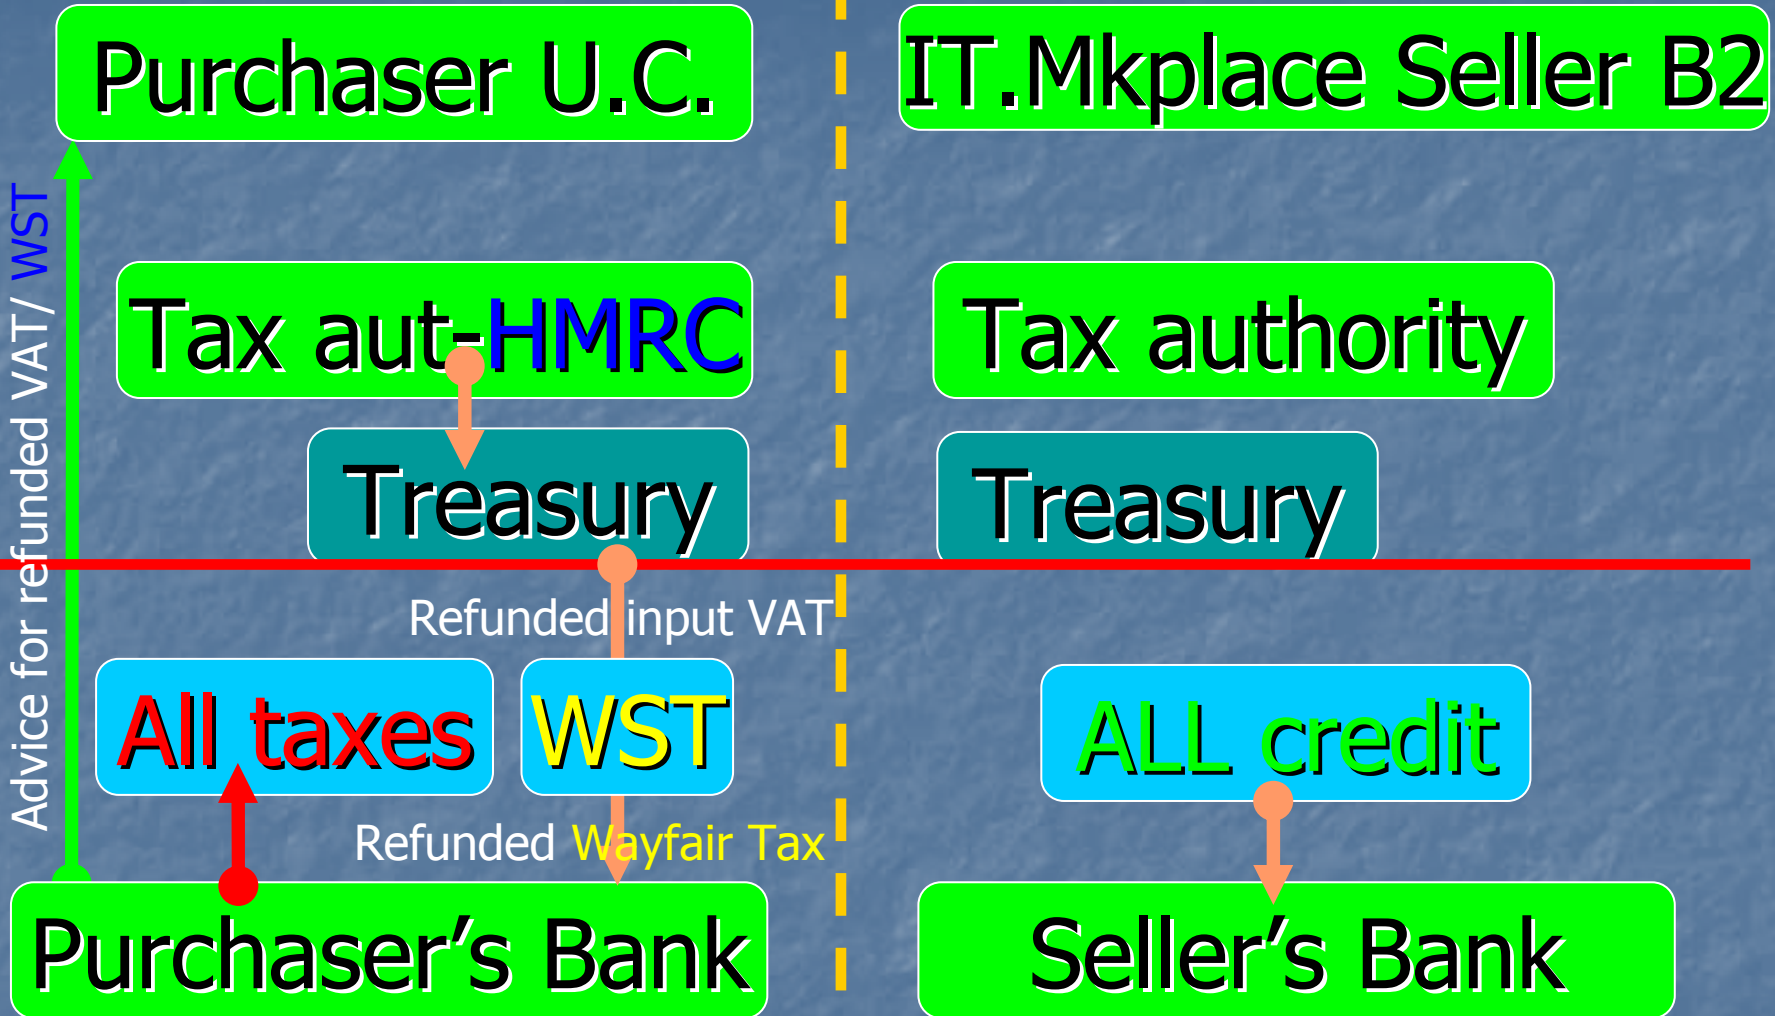 Purchaser U.C.
IT.Mkplace Seller B2
Advice for refunded VAT/ WST
Tax aut-HMRC
Tax authority
Treasury
Treasury
Refunded input VAT
All taxes
WST
ALL credit
Refunded Wayfair Tax
Purchaser’s Bank
Seller’s Bank